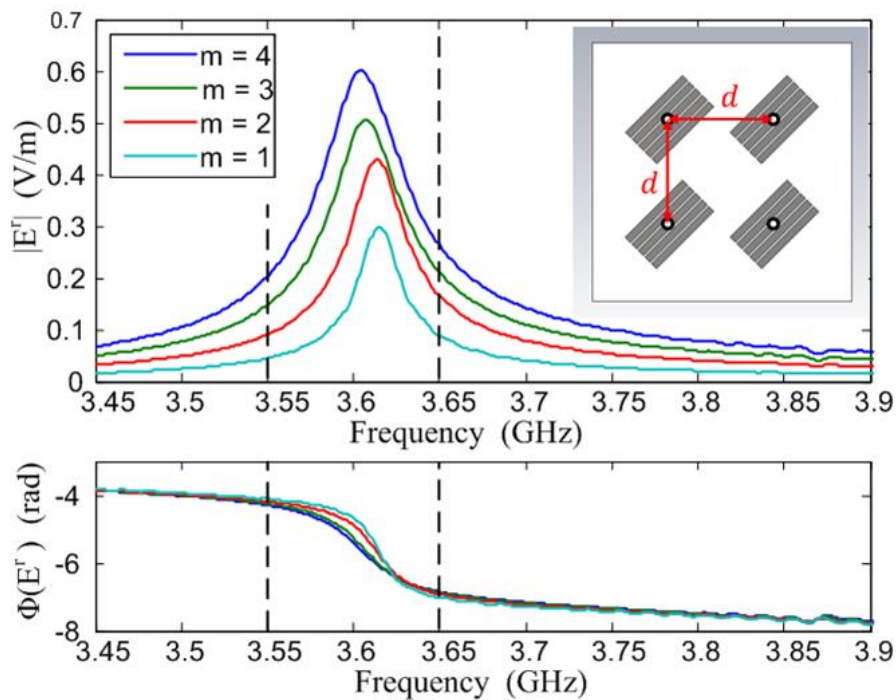 0.7
0.6
0.5
0.4
0.3
0.2
0.1
0
|Eʳ| (V/m)
m = 4
m = 3
m = 2
m = 1
d
d
3.45 3.5 3.55 3.6 3.65 3.7 3.75 3.8 3.85 3.9
Frequency (GHz)
-4
-6
-8
Φ(Eʳ) (rad)
3.45 3.5 3.55 3.6 3.65 3.7 3.75 3.8 3.85 3.9
Frequency (GHz)